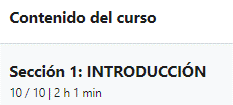 Contenido del curso
Sección 1: INTRODUCCIÓN
10 / 10 | 2 h 1 min